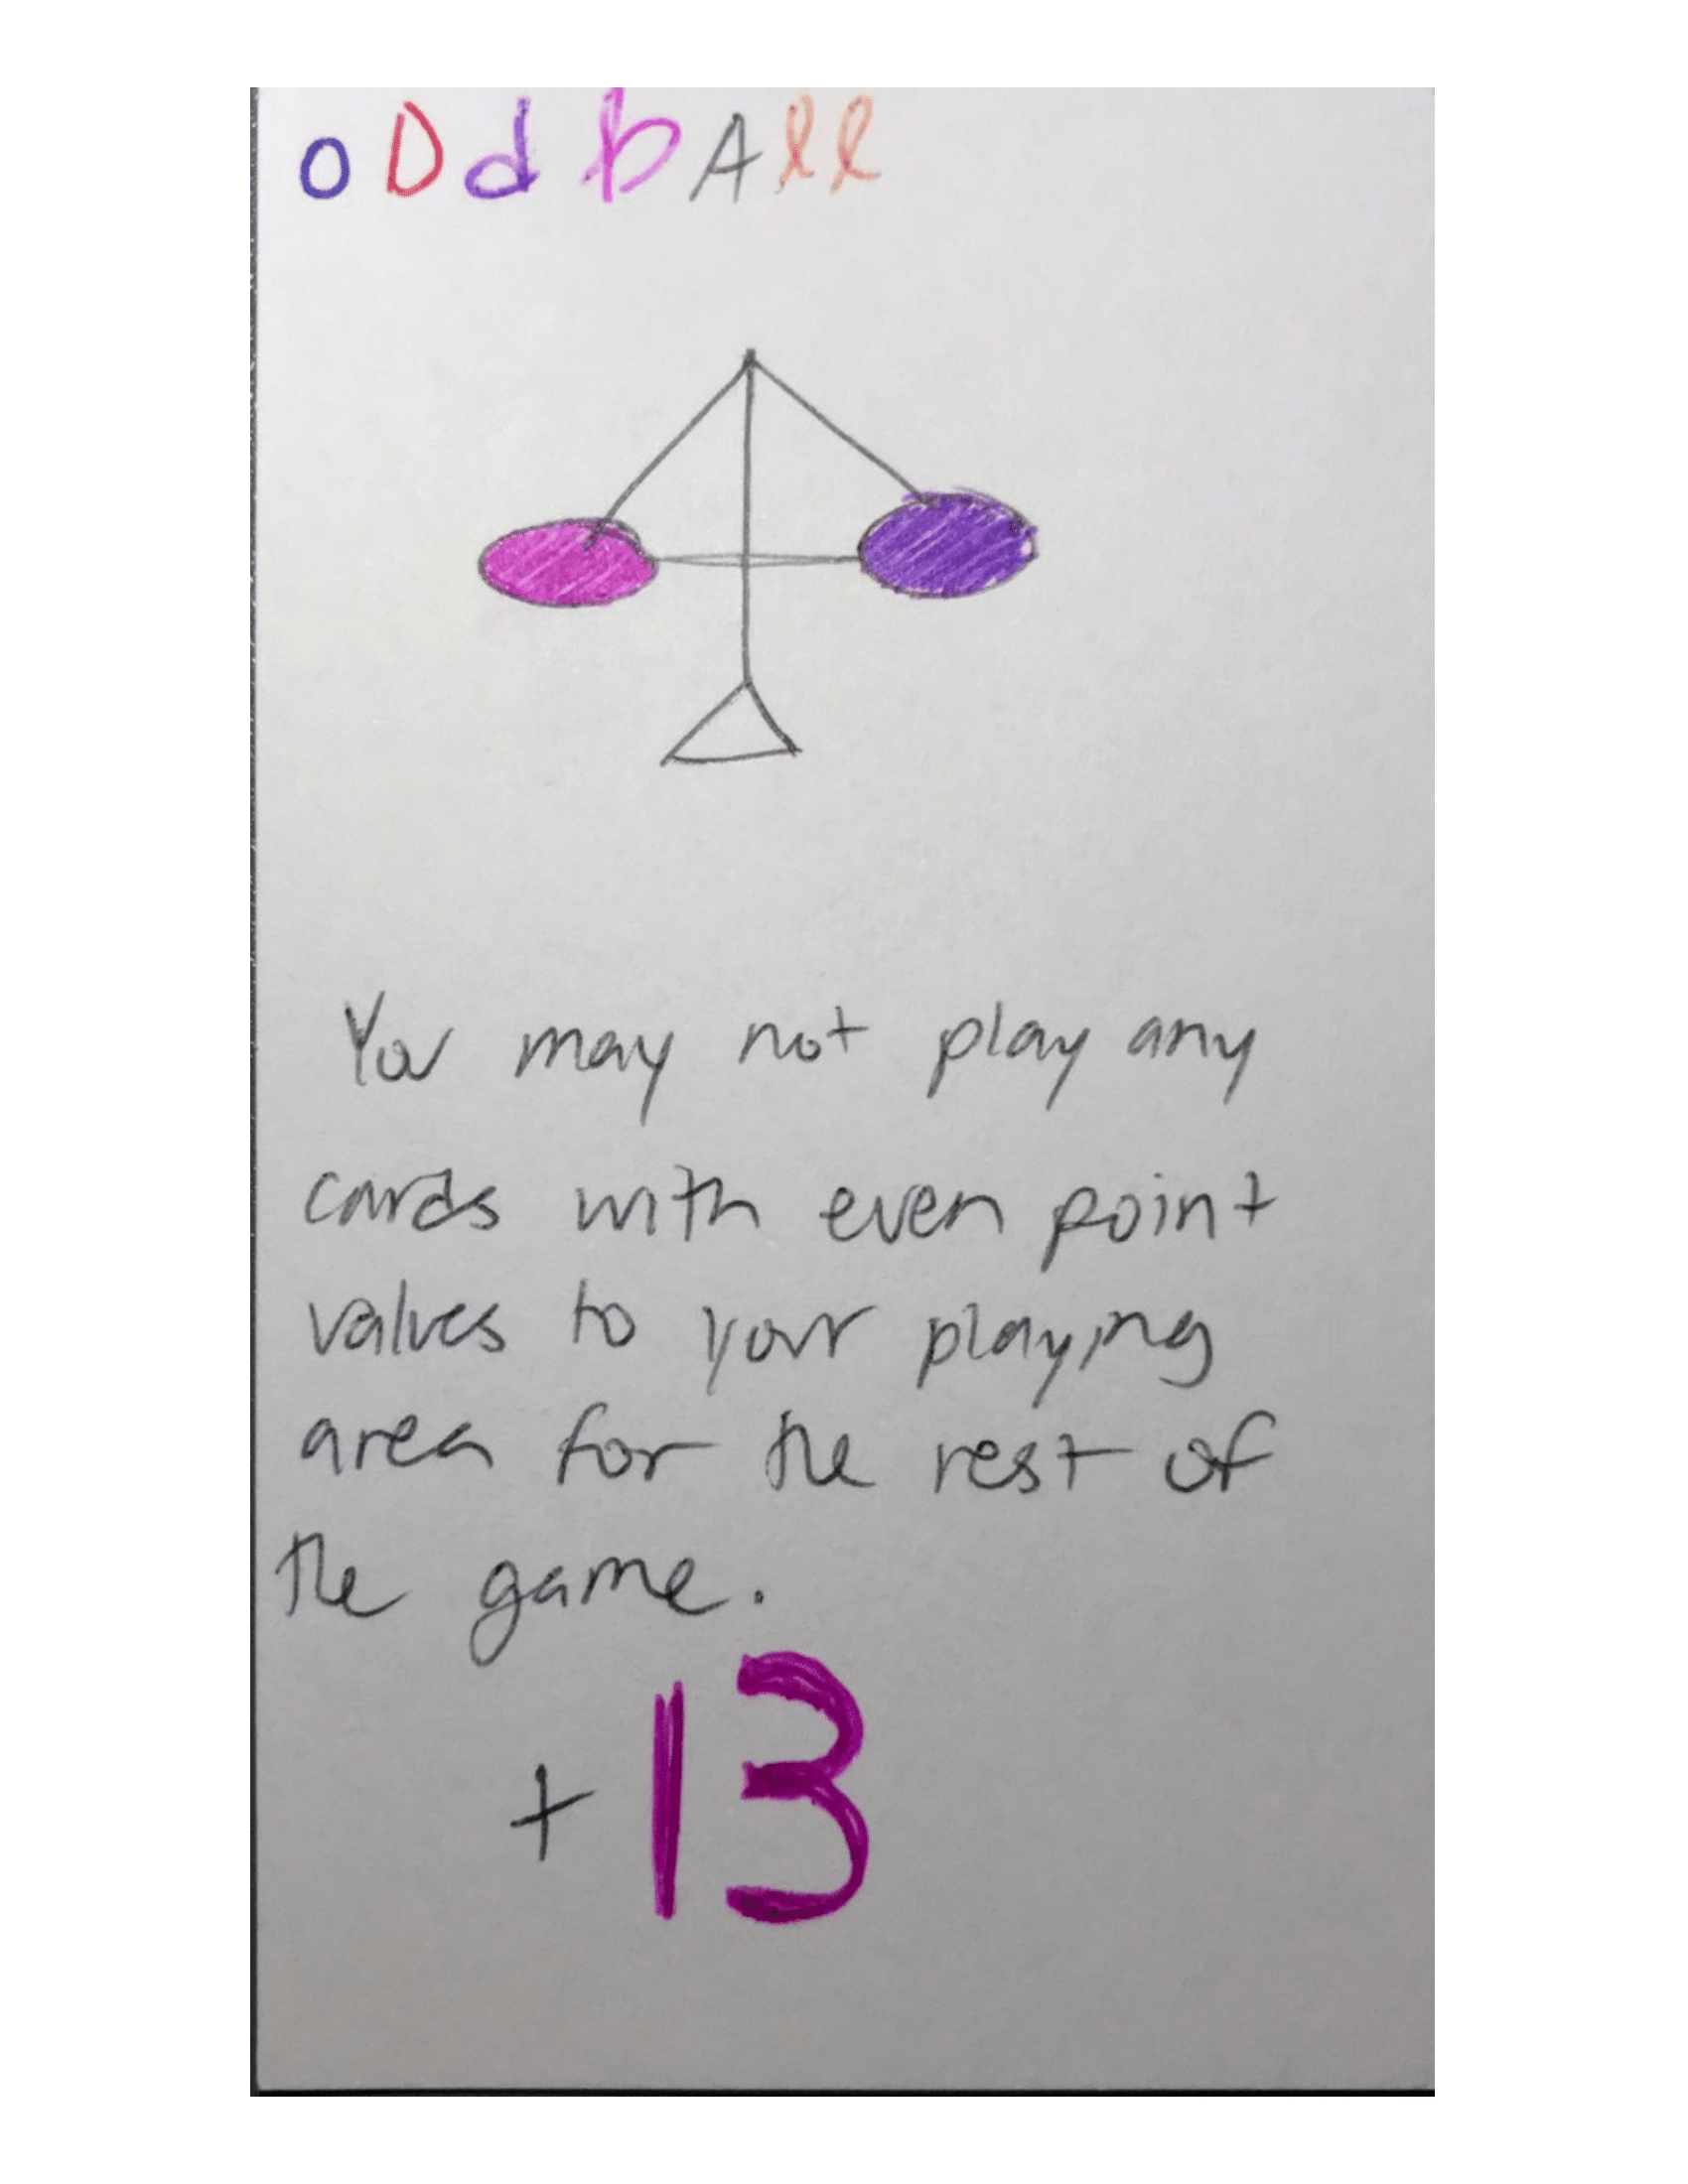 oDd bAll
You may not play any
cards with even point
values to your playing
area for the rest of
the game.
+13